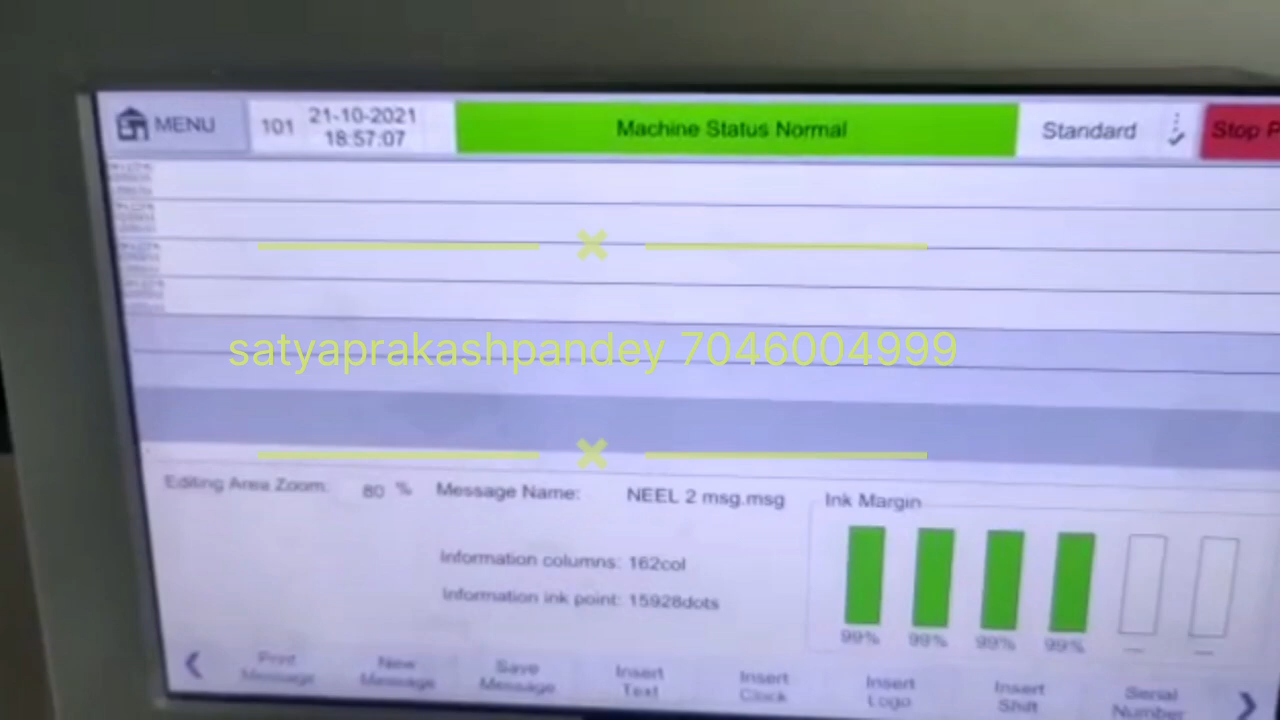 MENU
101
21-10-2021
18:57:07
Machine Status Normal
Standard
Stop P
satyaprakashpandey 7046004999
Editing Area Zoom: 80 %
Message Name: NEEL 2 msg.msg
Ink Margin
Information columns: 162col
Information ink point: 15928dots
99% 99% 99% 99%
Print Message
New Message
Save Message
Insert Text
Insert Clock
Insert Logo
Insert Shift
Serial Number